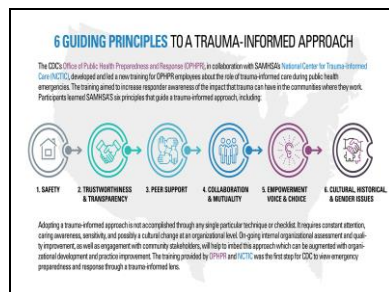 6 GUIDING PRINCIPLES TO A TRAUMA-INFORMED APPROACH
The CDC's Office of Public Health Preparedness and Response (OPHPR), in collaboration with SAMHSA's National Center for Trauma-Informed
Care (NCTIC), developed and led a new training for OPHPR employees about the role of trauma-informed care during public health
emergencies. The training aimed to increase responder awareness of the impact that trauma can have in the communities where they work.
Participants learned SAMHSA'S six principles that guide a trauma-informed approach, including:
1. SAFETY
2. TRUSTWORTHINESS
& TRANSPARENCY
3. PEER SUPPORT
4. COLLABORATION
& MUTUALITY
5. EMPOWERMENT
VOICE & CHOICE
6. CULTURAL, HISTORICAL,
& GENDER ISSUES
Adopting a trauma-informed approach is not accomplished through any single particular technique or checklist. It requires constant attention,
caring awareness, sensitivity, and possibly a cultural change at an organizational level. On-going internal organizational assessment and qual-
ity improvement, as well as engagement with community stakeholders, will help to imbed this approach which can be augmented with organi-
zational development and practice improvement. The training provided by OPHPR and NCTIC was the first step for CDC to view emergency
preparedness and response through a trauma-informed lens.